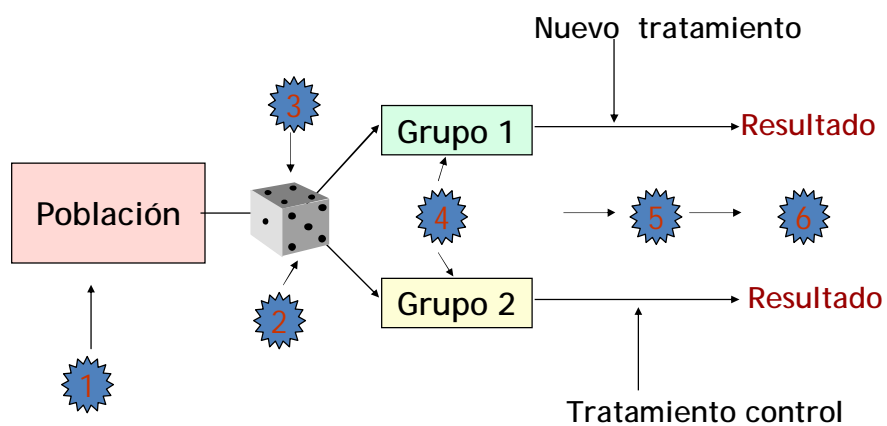 Nuevo tratamiento
3
Grupo 1
Resultado
Población
4
5
6
2
Grupo 2
Resultado
1
Tratamiento control